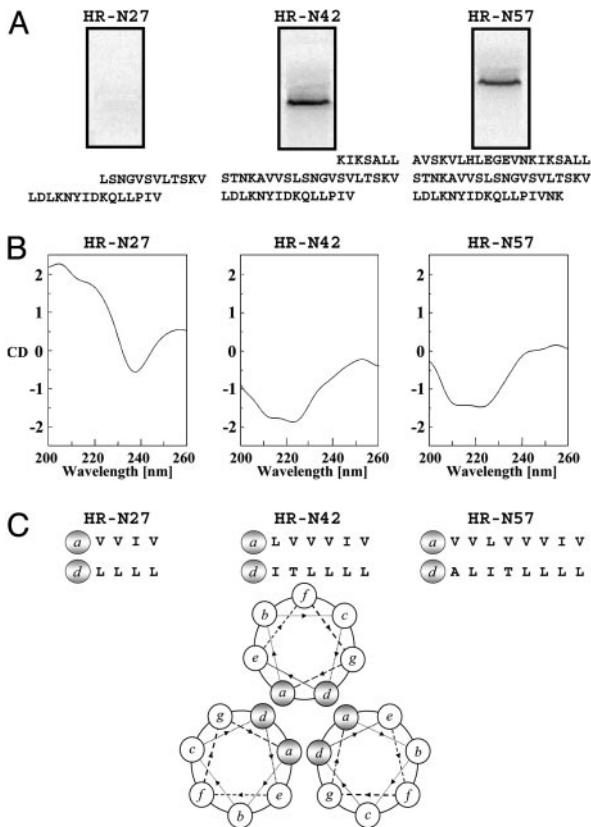 A
HR-N27 HR-N42 HR-N57
KIKSALL AVSKVLHLEGEVNKIKSALL
LSNGVSVLTSKV STNKAVVSLSNGVSVLTSKV STNKAVVSLSNGVSVLTSKV
LDLKNYIDKQLLPIV LDLKNYIDKQLLPIV LDLKNYIDKQLLPIVNK
B
HR-N27 HR-N42 HR-N57
2 2 2
1 1 1
CD 0 0 0
-1 -1 -1
-2 -2 -2
200 220 240 260 200 220 240 260 200 220 240 260
Wavelength [nm] Wavelength [nm] Wavelength [nm]
C
HR-N27 HR-N42 HR-N57
a V V I V a L V V V I V a V V L V V V I V
d L L L L d I T L L L L d A L I T L L L L
f
b c
e g
a d
g d a e
c a d b
f e g f
b c